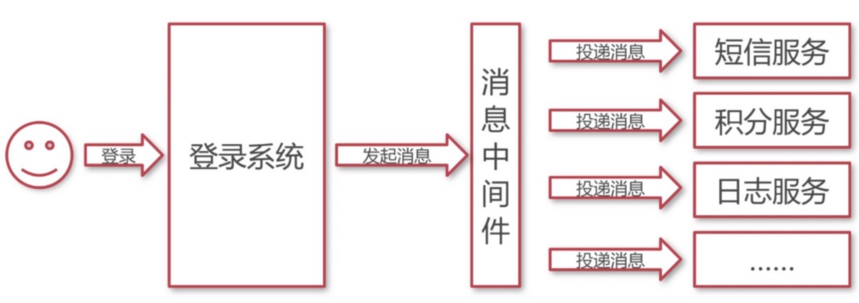 登录
登录系统
发起消息
消息中间件
投递消息
短信服务
投递消息
积分服务
投递消息
日志服务
投递消息
......